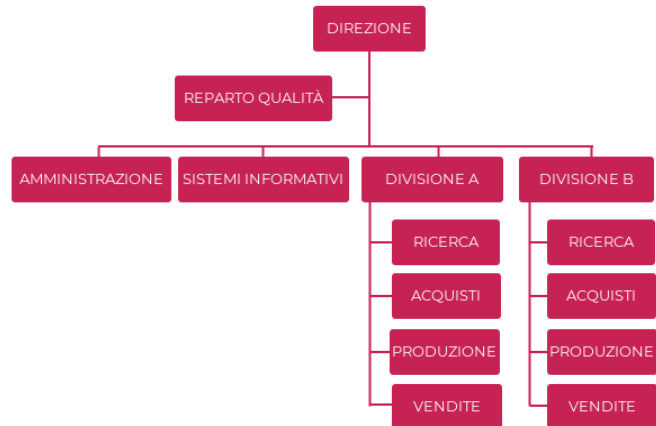 DIREZIONE
REPARTO QUALITÀ
AMMINISTRAZIONE
SISTEMI INFORMATIVI
DIVISIONE A
DIVISIONE B
RICERCA
RICERCA
ACQUISTI
ACQUISTI
PRODUZIONE
PRODUZIONE
VENDITE
VENDITE